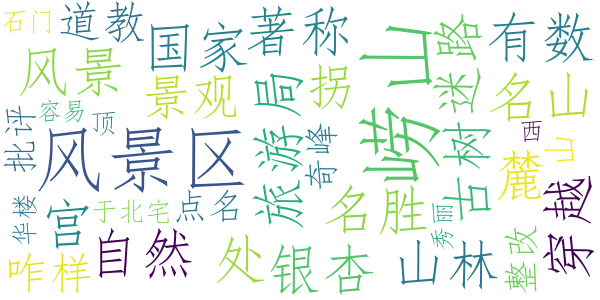 石门
道教
国家
著称
崂山
迷路
有数
风景
景观
局
拐
名山
容易
批评
顶
风景区
旅游
奇峰
古树
西
山
麓
穿越
华楼
宫
于北宅
点名
名胜
秀丽
咋样
自然
处
银杏
山林
整改